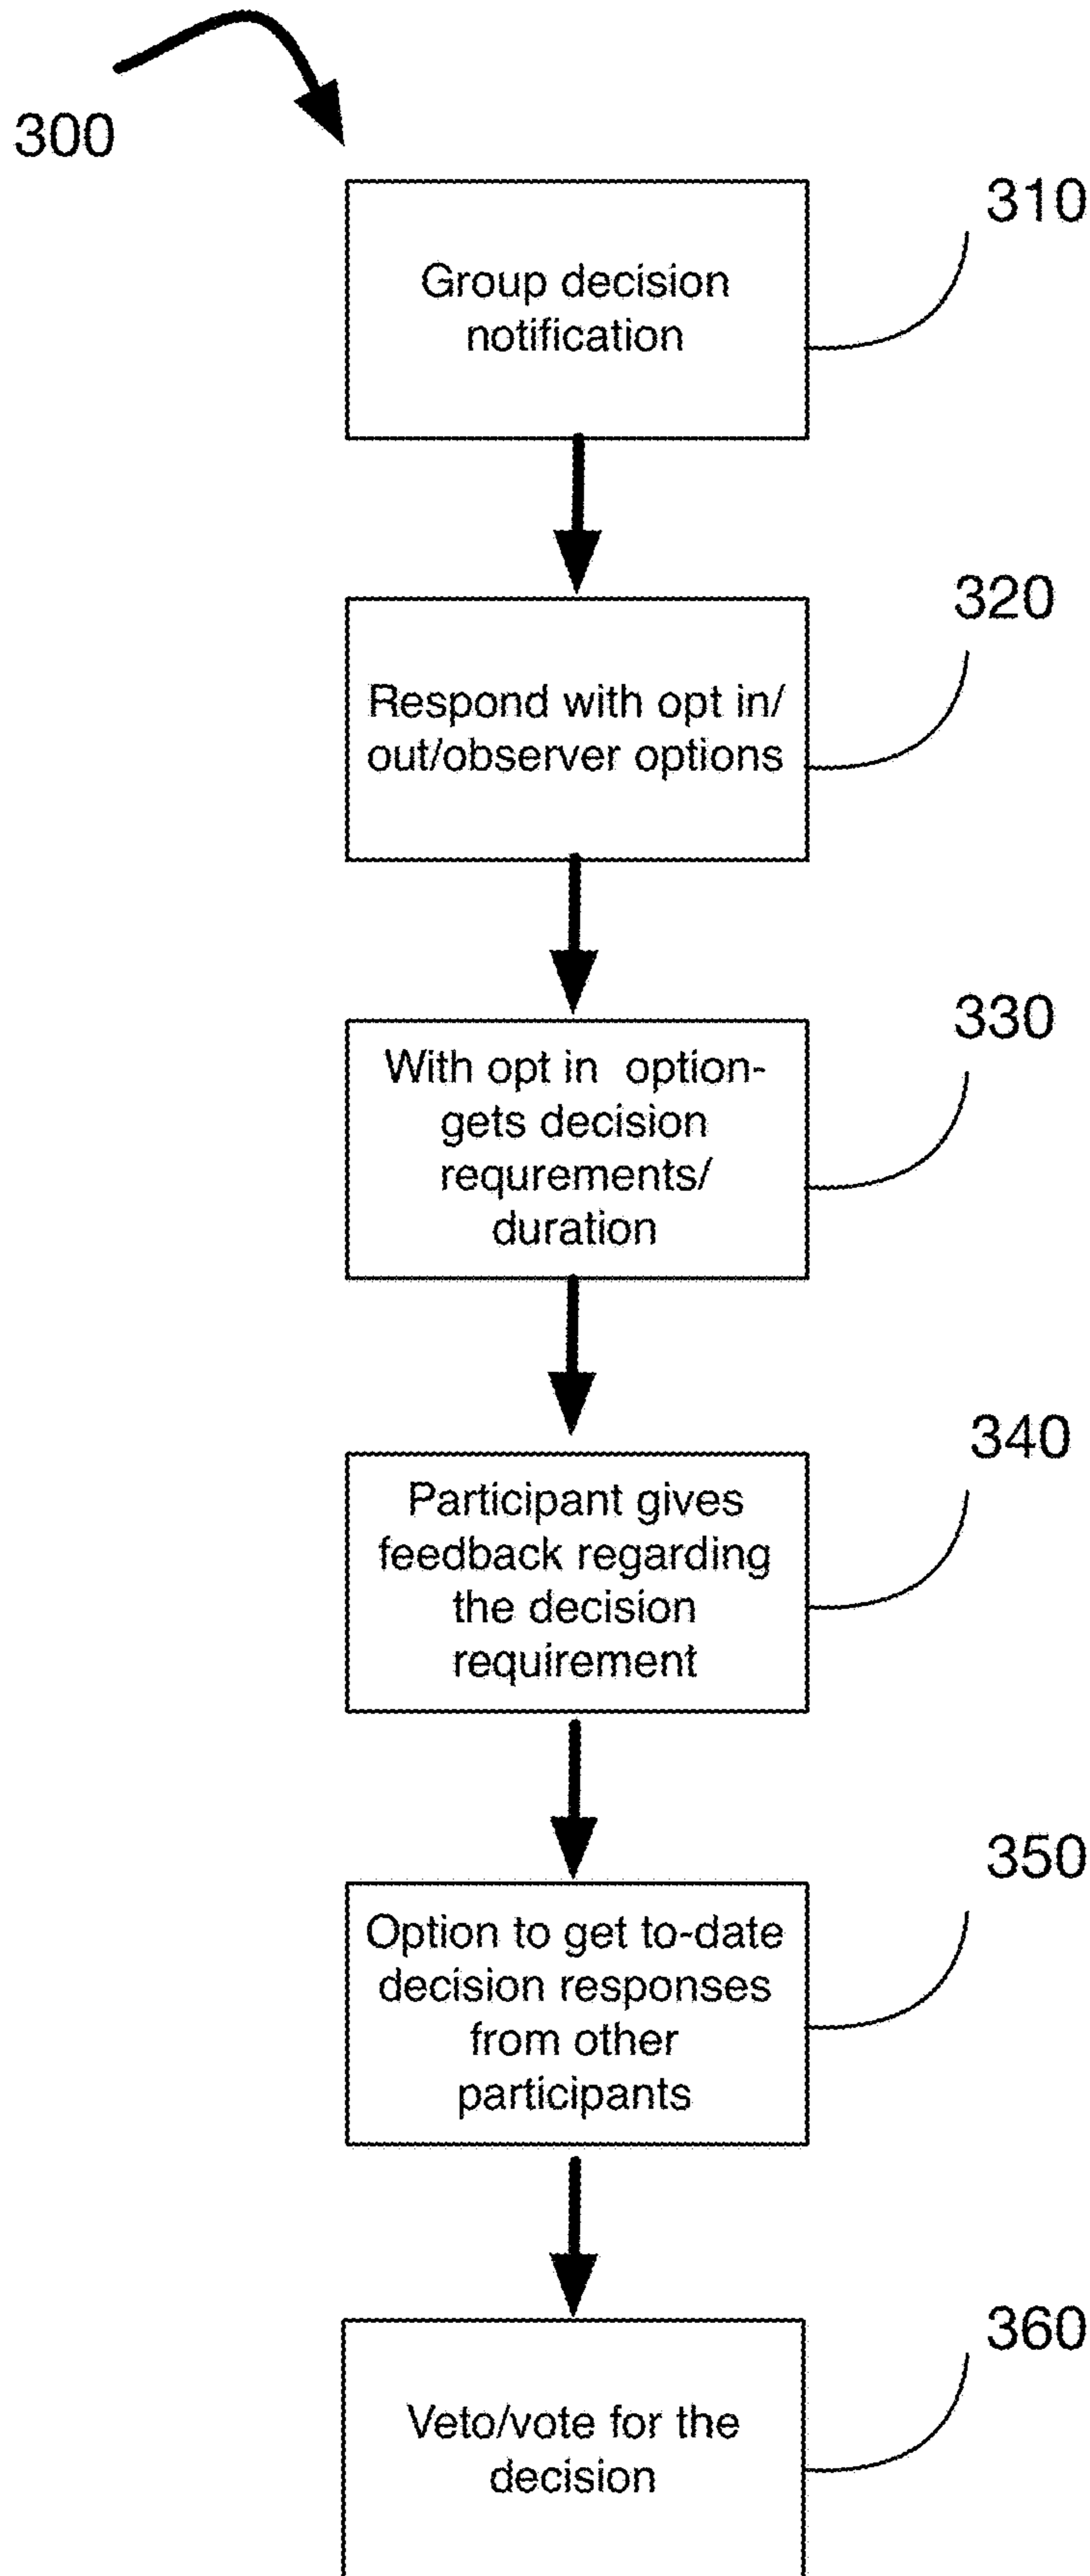 300
310
Group decision
notification
320
Respond with opt in/
out/observer options
330
With opt in  option-
gets decision
requrements/
duration
340
Participant gives
feedback regarding
the decision
requirement
350
Option to get to-date
decision responses
from other
participants
360
Veto/vote for the
decision